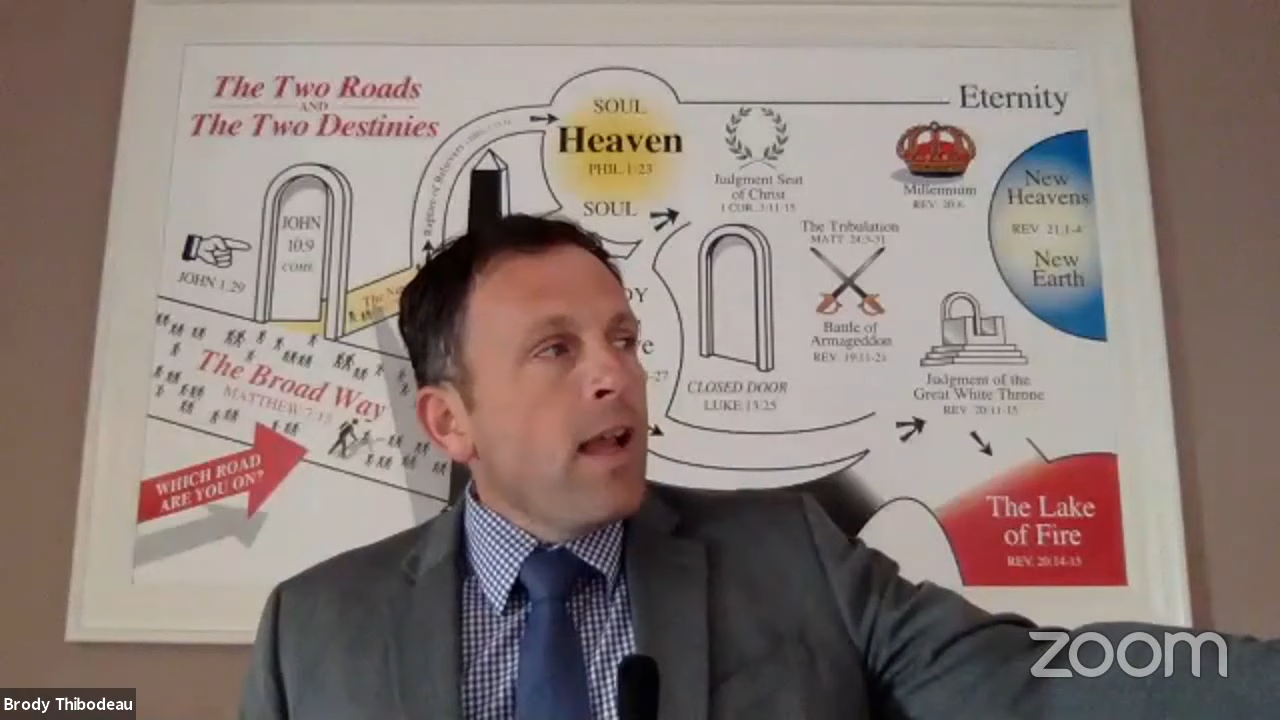 The Two Roads
AND
The Two Destinies
SOUL
Heaven
PHIL. 1:23
SOUL
Eternity
Judgment Seat
of Christ
1 COR. 3:11-15
Millennium
REV. 20:6
New
Heavens
REV. 21:1-4
New
Earth
JOHN
10:9
COME
JOHN 1:29
Rapture of Believers
The Tribulation
MATT. 24:3-31
Battle of
Armageddon
REV. 19:11-21
CLOSED DOOR
LUKE 13:25
Judgment of the
Great White Throne
REV. 20:11-15
The Broad Way
MATTHEW 7:13
WHICH ROAD
ARE YOU ON?
The Lake
of Fire
REV. 20:14-15
zoom
Brody Thibodeau